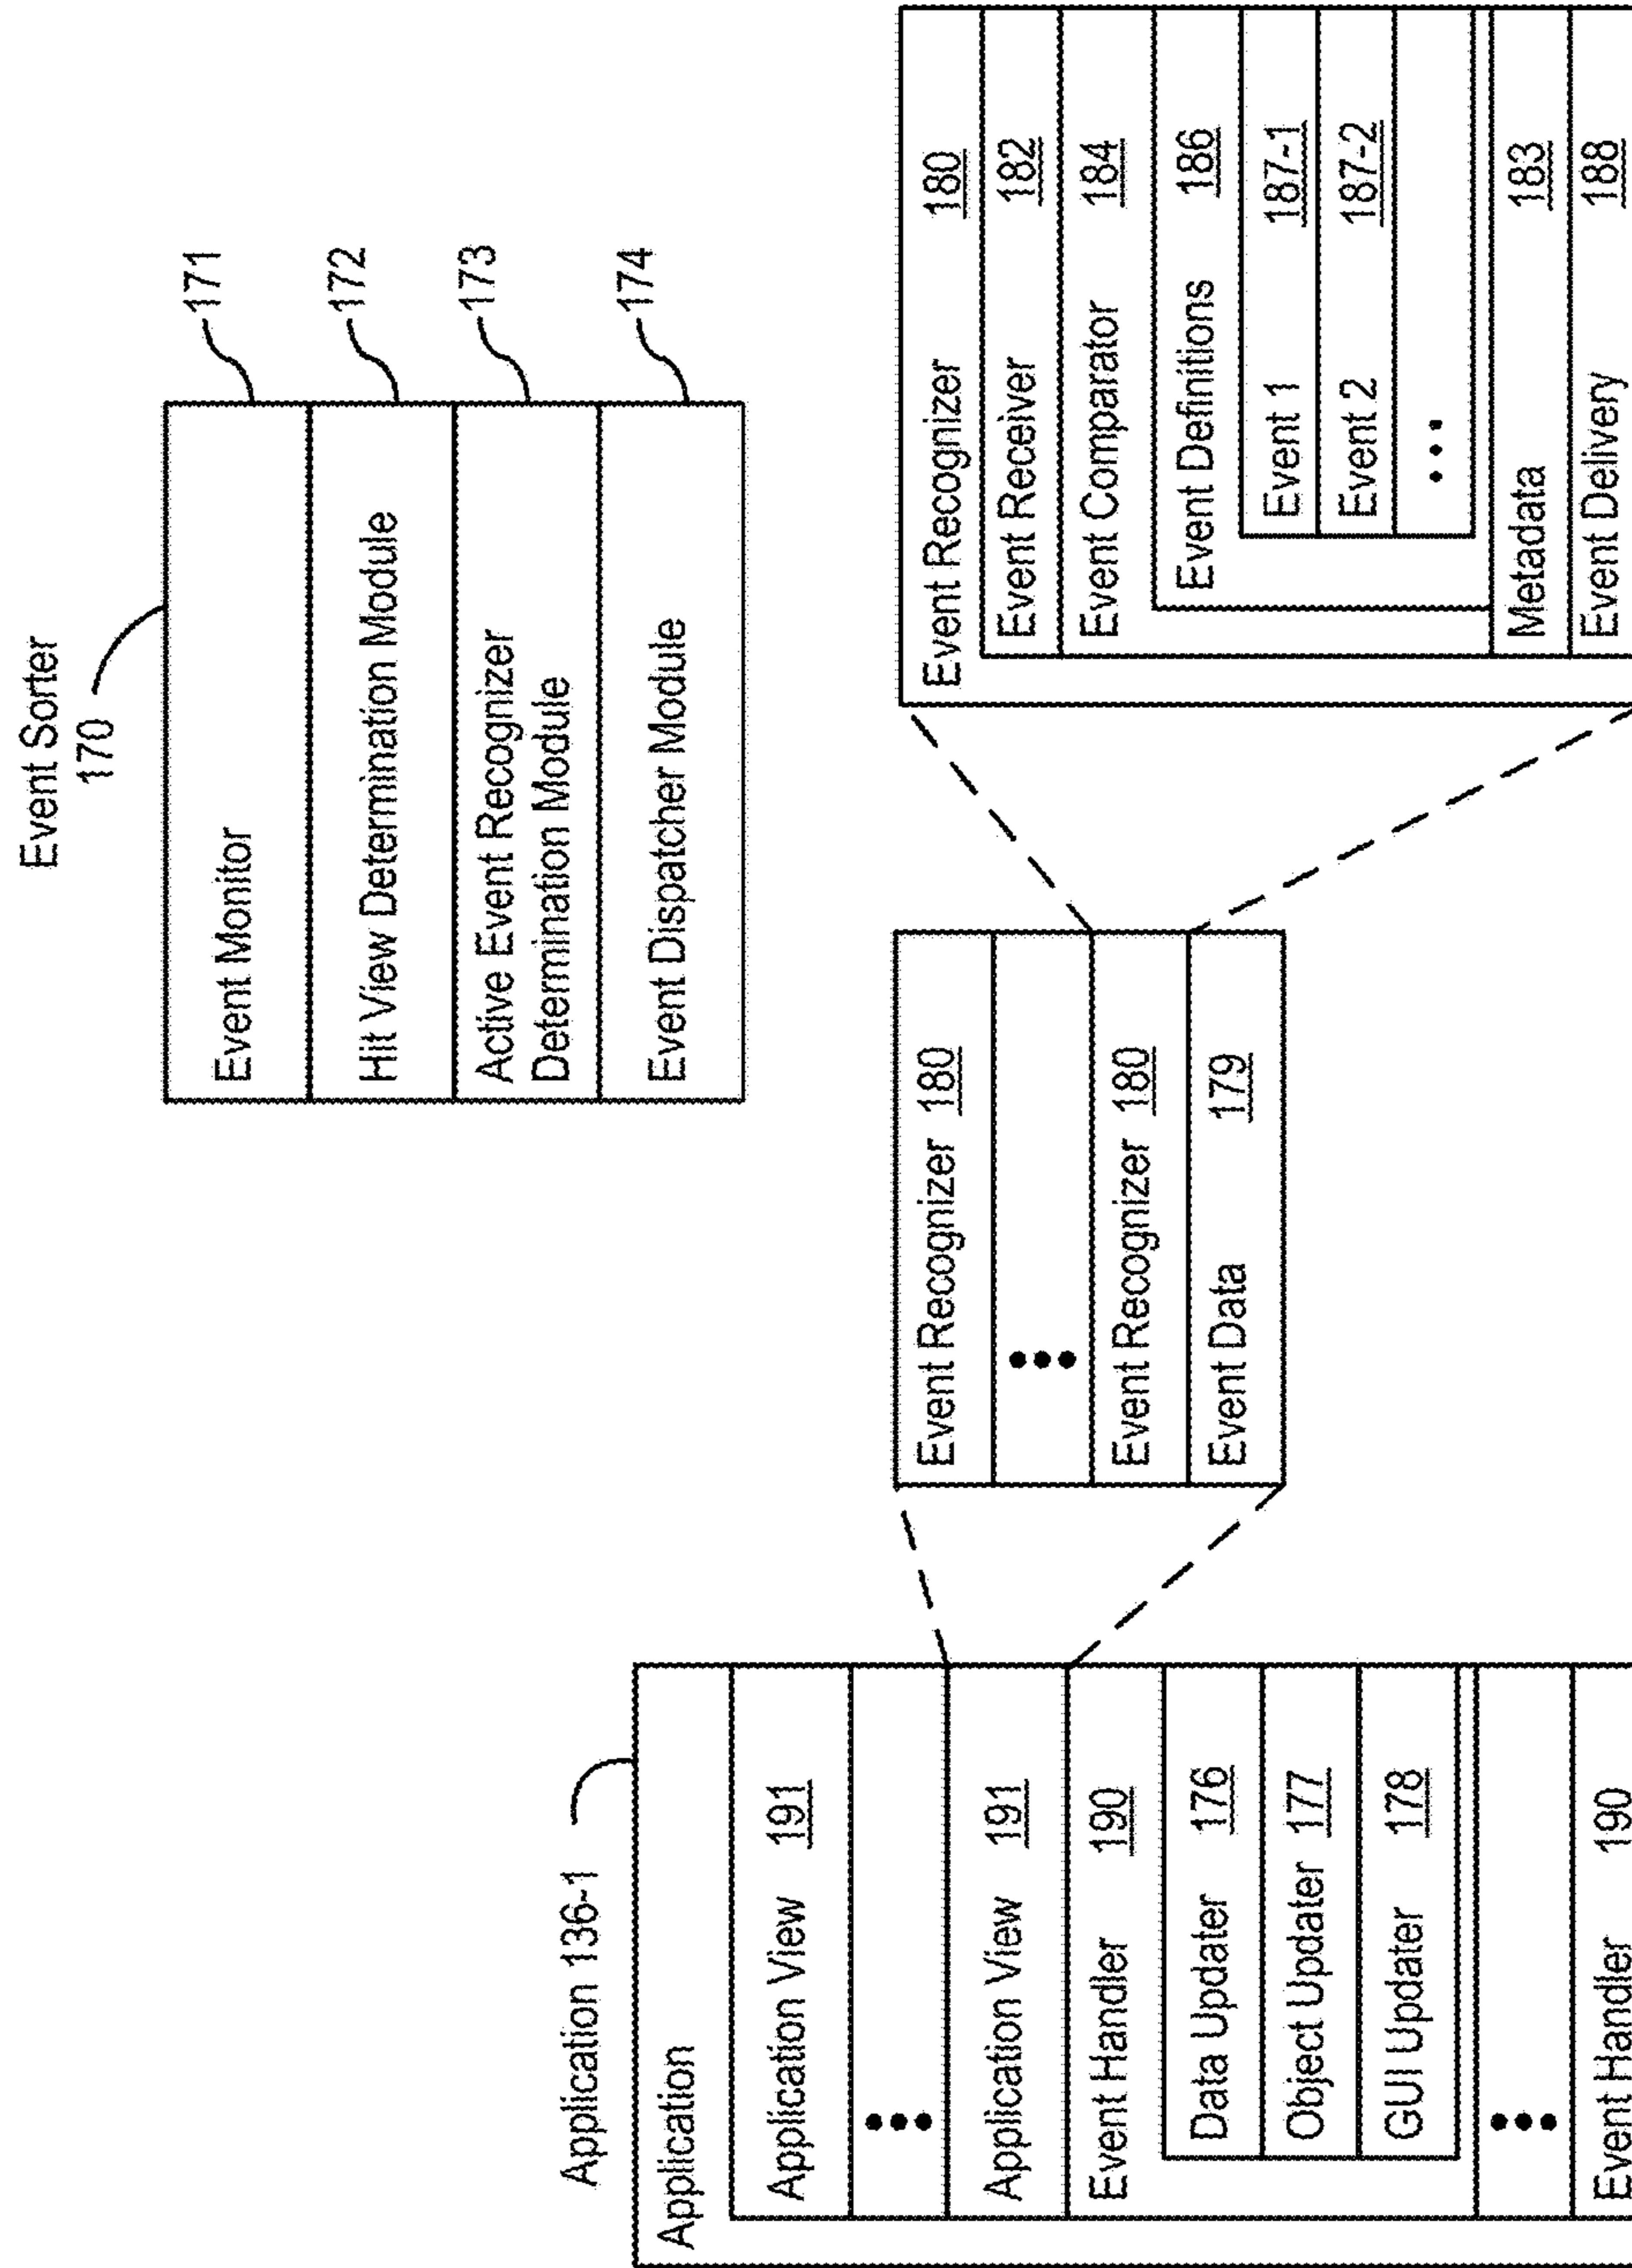 Event Sorter
170
Event Monitor
171
Hit View Determination Module
172
Active Event Recognizer
Determination Module
173
Event Dispatcher Module
174
Application 136-1
Application
Application View 191
•••
Application View 191
Event Handler 190
Data Updater 176
Object Updater 177
GUI Updater 178
•••
Event Handler 190
Event Recognizer 180
•••
Event Recognizer 180
Event Data 179
Event Recognizer 180
Event Receiver 182
Event Comparator 184
Event Definitions 186
Event 1 187-1
Event 2 187-2
•••
Metadata 183
Event Delivery 188